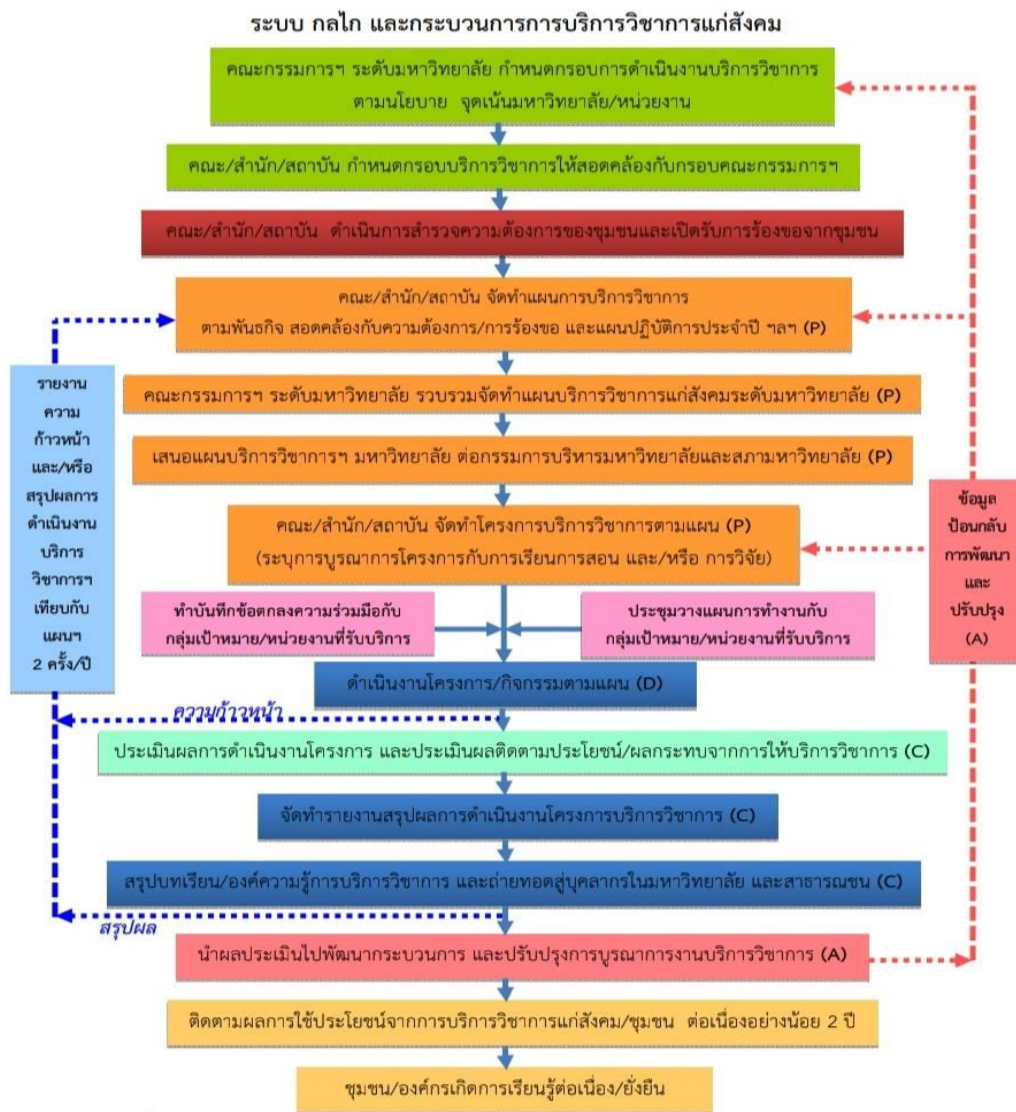 ระบบ กลไก และกระบวนการการบริการวิชาการแก่สังคม
คณะกรรมการฯ ระดับมหาวิทยาลัย กำหนดกรอบการดำเนินงานบริการวิชาการ
ตามนโยบาย จุดเน้นมหาวิทยาลัย/หน่วยงาน
คณะ/สำนัก/สถาบัน กำหนดกรอบบริการวิชาการให้สอดคล้องกับกรอบคณะกรรมการฯ
คณะ/สำนัก/สถาบัน ดำเนินการสำรวจความต้องการของชุมชนและเปิดรับการร้องขอจากชุมชน
คณะ/สำนัก/สถาบัน จัดทำแผนการบริการวิชาการ
ตามพันธกิจ สอดคล้องกับความต้องการ/การร้องขอ และแผนปฏิบัติการประจำปี ฯลฯ (P)
คณะกรรมการฯ ระดับมหาวิทยาลัย รวบรวมจัดทำแผนบริการวิชาการแก่สังคมระดับมหาวิทยาลัย (P)
เสนอแผนบริการวิชาการฯ มหาวิทยาลัย ต่อกรรมการบริหารมหาวิทยาลัยและสภามหาวิทยาลัย (P)
คณะ/สำนัก/สถาบัน จัดทำโครงการบริการวิชาการตามแผน (P)
(ระบุการบูรณาการโครงการกับการเรียนการสอน และ/หรือ การวิจัย)
ทำบันทึกข้อตกลงความร่วมมือกับ
กลุ่มเป้าหมาย/หน่วยงานที่รับบริการ
ประชุมวางแผนการทำงานกับ
กลุ่มเป้าหมาย/หน่วยงานที่รับบริการ
ดำเนินงานโครงการ/กิจกรรมตามแผน (D)
ความก้าวหน้า
ประเมินผลการดำเนินงานโครงการ และประเมินผลติดตามประโยชน์/ผลกระทบจากการให้บริการวิชาการ (C)
จัดทำรายงานสรุปผลการดำเนินงานโครงการบริการวิชาการ (C)
สรุปบทเรียน/องค์ความรู้การบริการวิชาการ และถ่ายทอดสู่บุคลากรในมหาวิทยาลัย และสาธารณชน (C)
สรุปผล
นำผลประเมินไปพัฒนากระบวนการ และปรับปรุงการบูรณาการงานบริการวิชาการ (A)
ติดตามผลการใช้ประโยชน์จากการบริการวิชาการแก่สังคม/ชุมชน ต่อเนื่องอย่างน้อย 2 ปี
ชุมชน/องค์กรเกิดการเรียนรู้ต่อเนื่อง/ยั่งยืน
รายงาน
ความ
ก้าวหน้า
และ/หรือ
สรุปผลการ
ดำเนินงาน
บริการ
วิชาการฯ
เทียบกับ
แผนฯ
2 ครั้ง/ปี
ข้อมูล
ป้อนกลับ
การพัฒนา
และ
ปรับปรุง
(A)